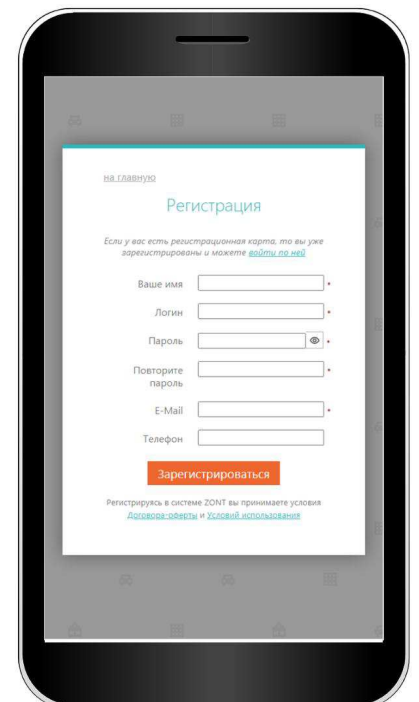 на главную
Регистрация
Если у вас есть регистрационная карта, то вы уже
зарегистрированы и можете войти по ней
Ваше имя
Логин
Пароль
Повторите
пароль
E-Mail
Телефон
Зарегистрироваться
Регистрируясь в системе ZONT вы принимаете условия
Договора-оферты и Условий использования